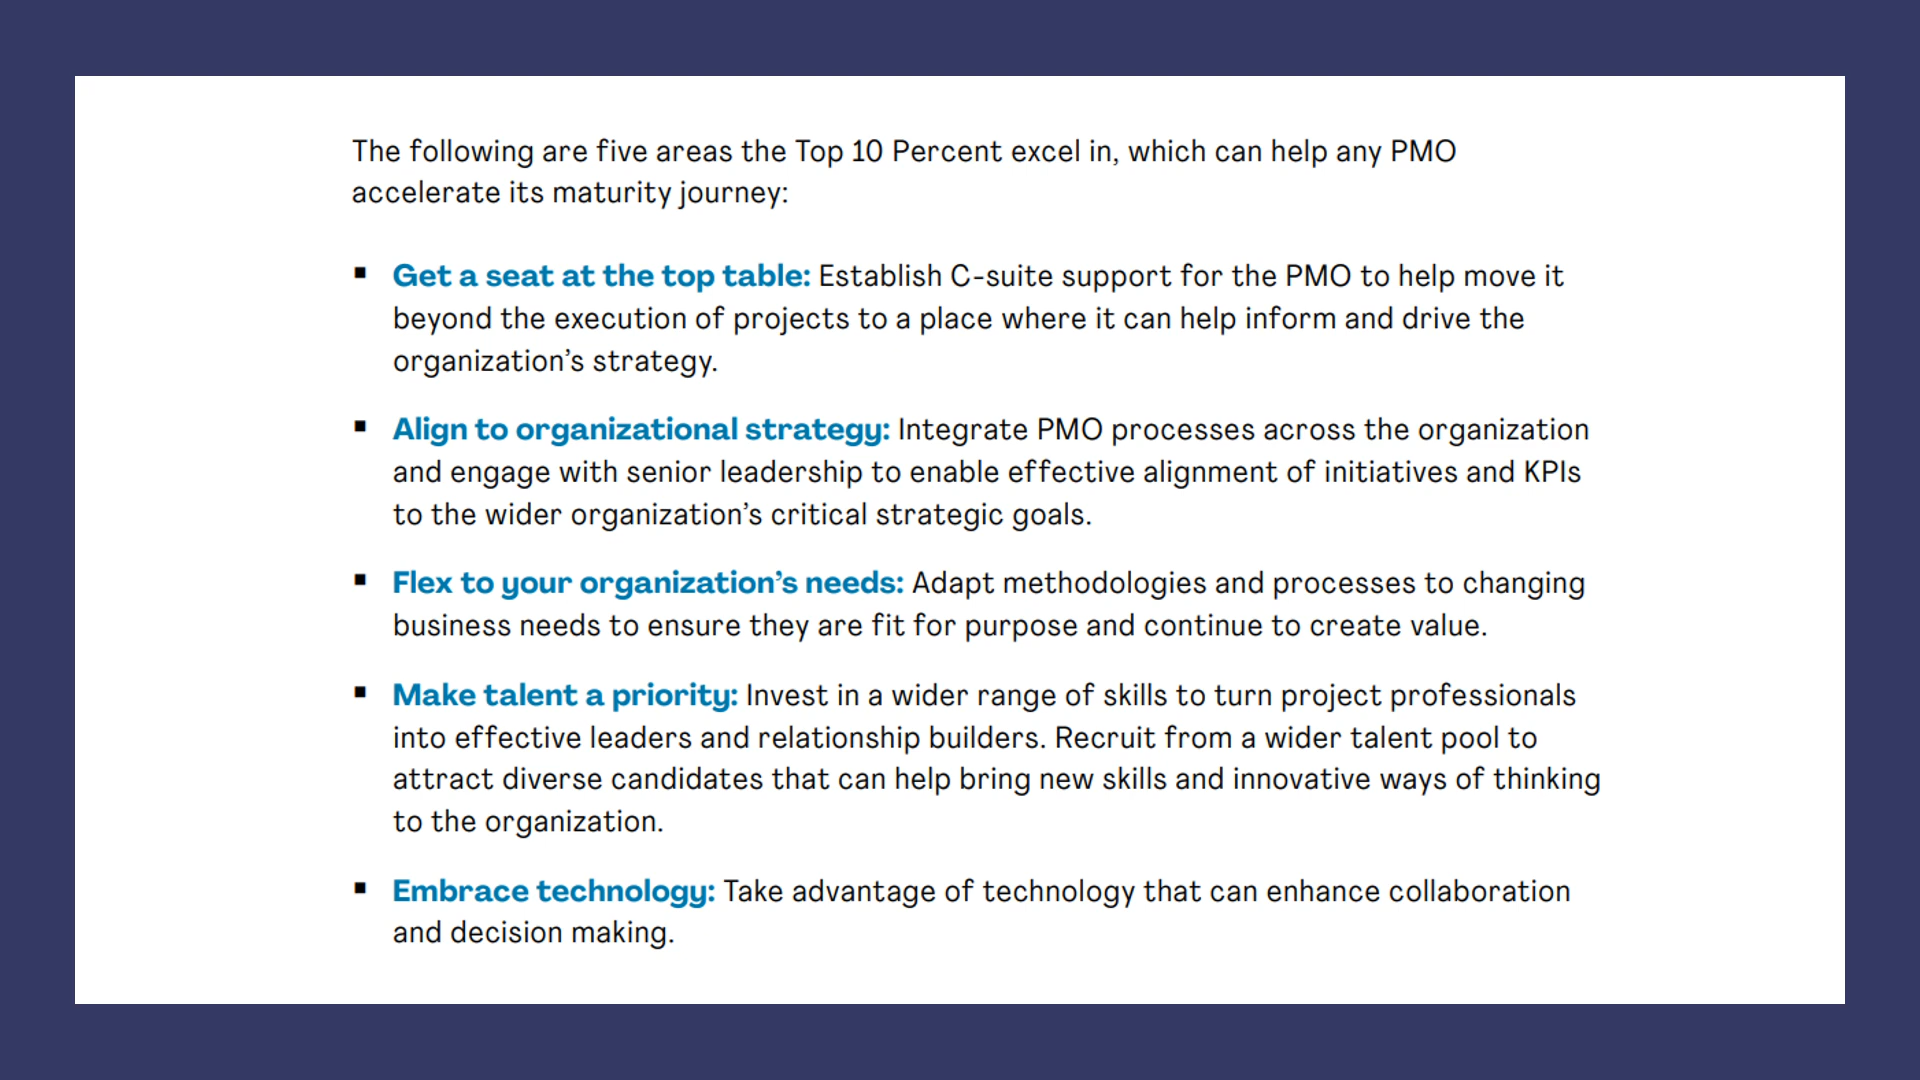 The following are five areas the Top 10 Percent excel in, which can help any PMO
accelerate its maturity journey:
▪ Get a seat at the top table: Establish C-suite support for the PMO to help move it
beyond the execution of projects to a place where it can help inform and drive the
organization’s strategy.
▪ Align to organizational strategy: Integrate PMO processes across the organization
and engage with senior leadership to enable effective alignment of initiatives and KPIs
to the wider organization’s critical strategic goals.
▪ Flex to your organization’s needs: Adapt methodologies and processes to changing
business needs to ensure they are fit for purpose and continue to create value.
▪ Make talent a priority: Invest in a wider range of skills to turn project professionals
into effective leaders and relationship builders. Recruit from a wider talent pool to
attract diverse candidates that can help bring new skills and innovative ways of thinking
to the organization.
▪ Embrace technology: Take advantage of technology that can enhance collaboration
and decision making.